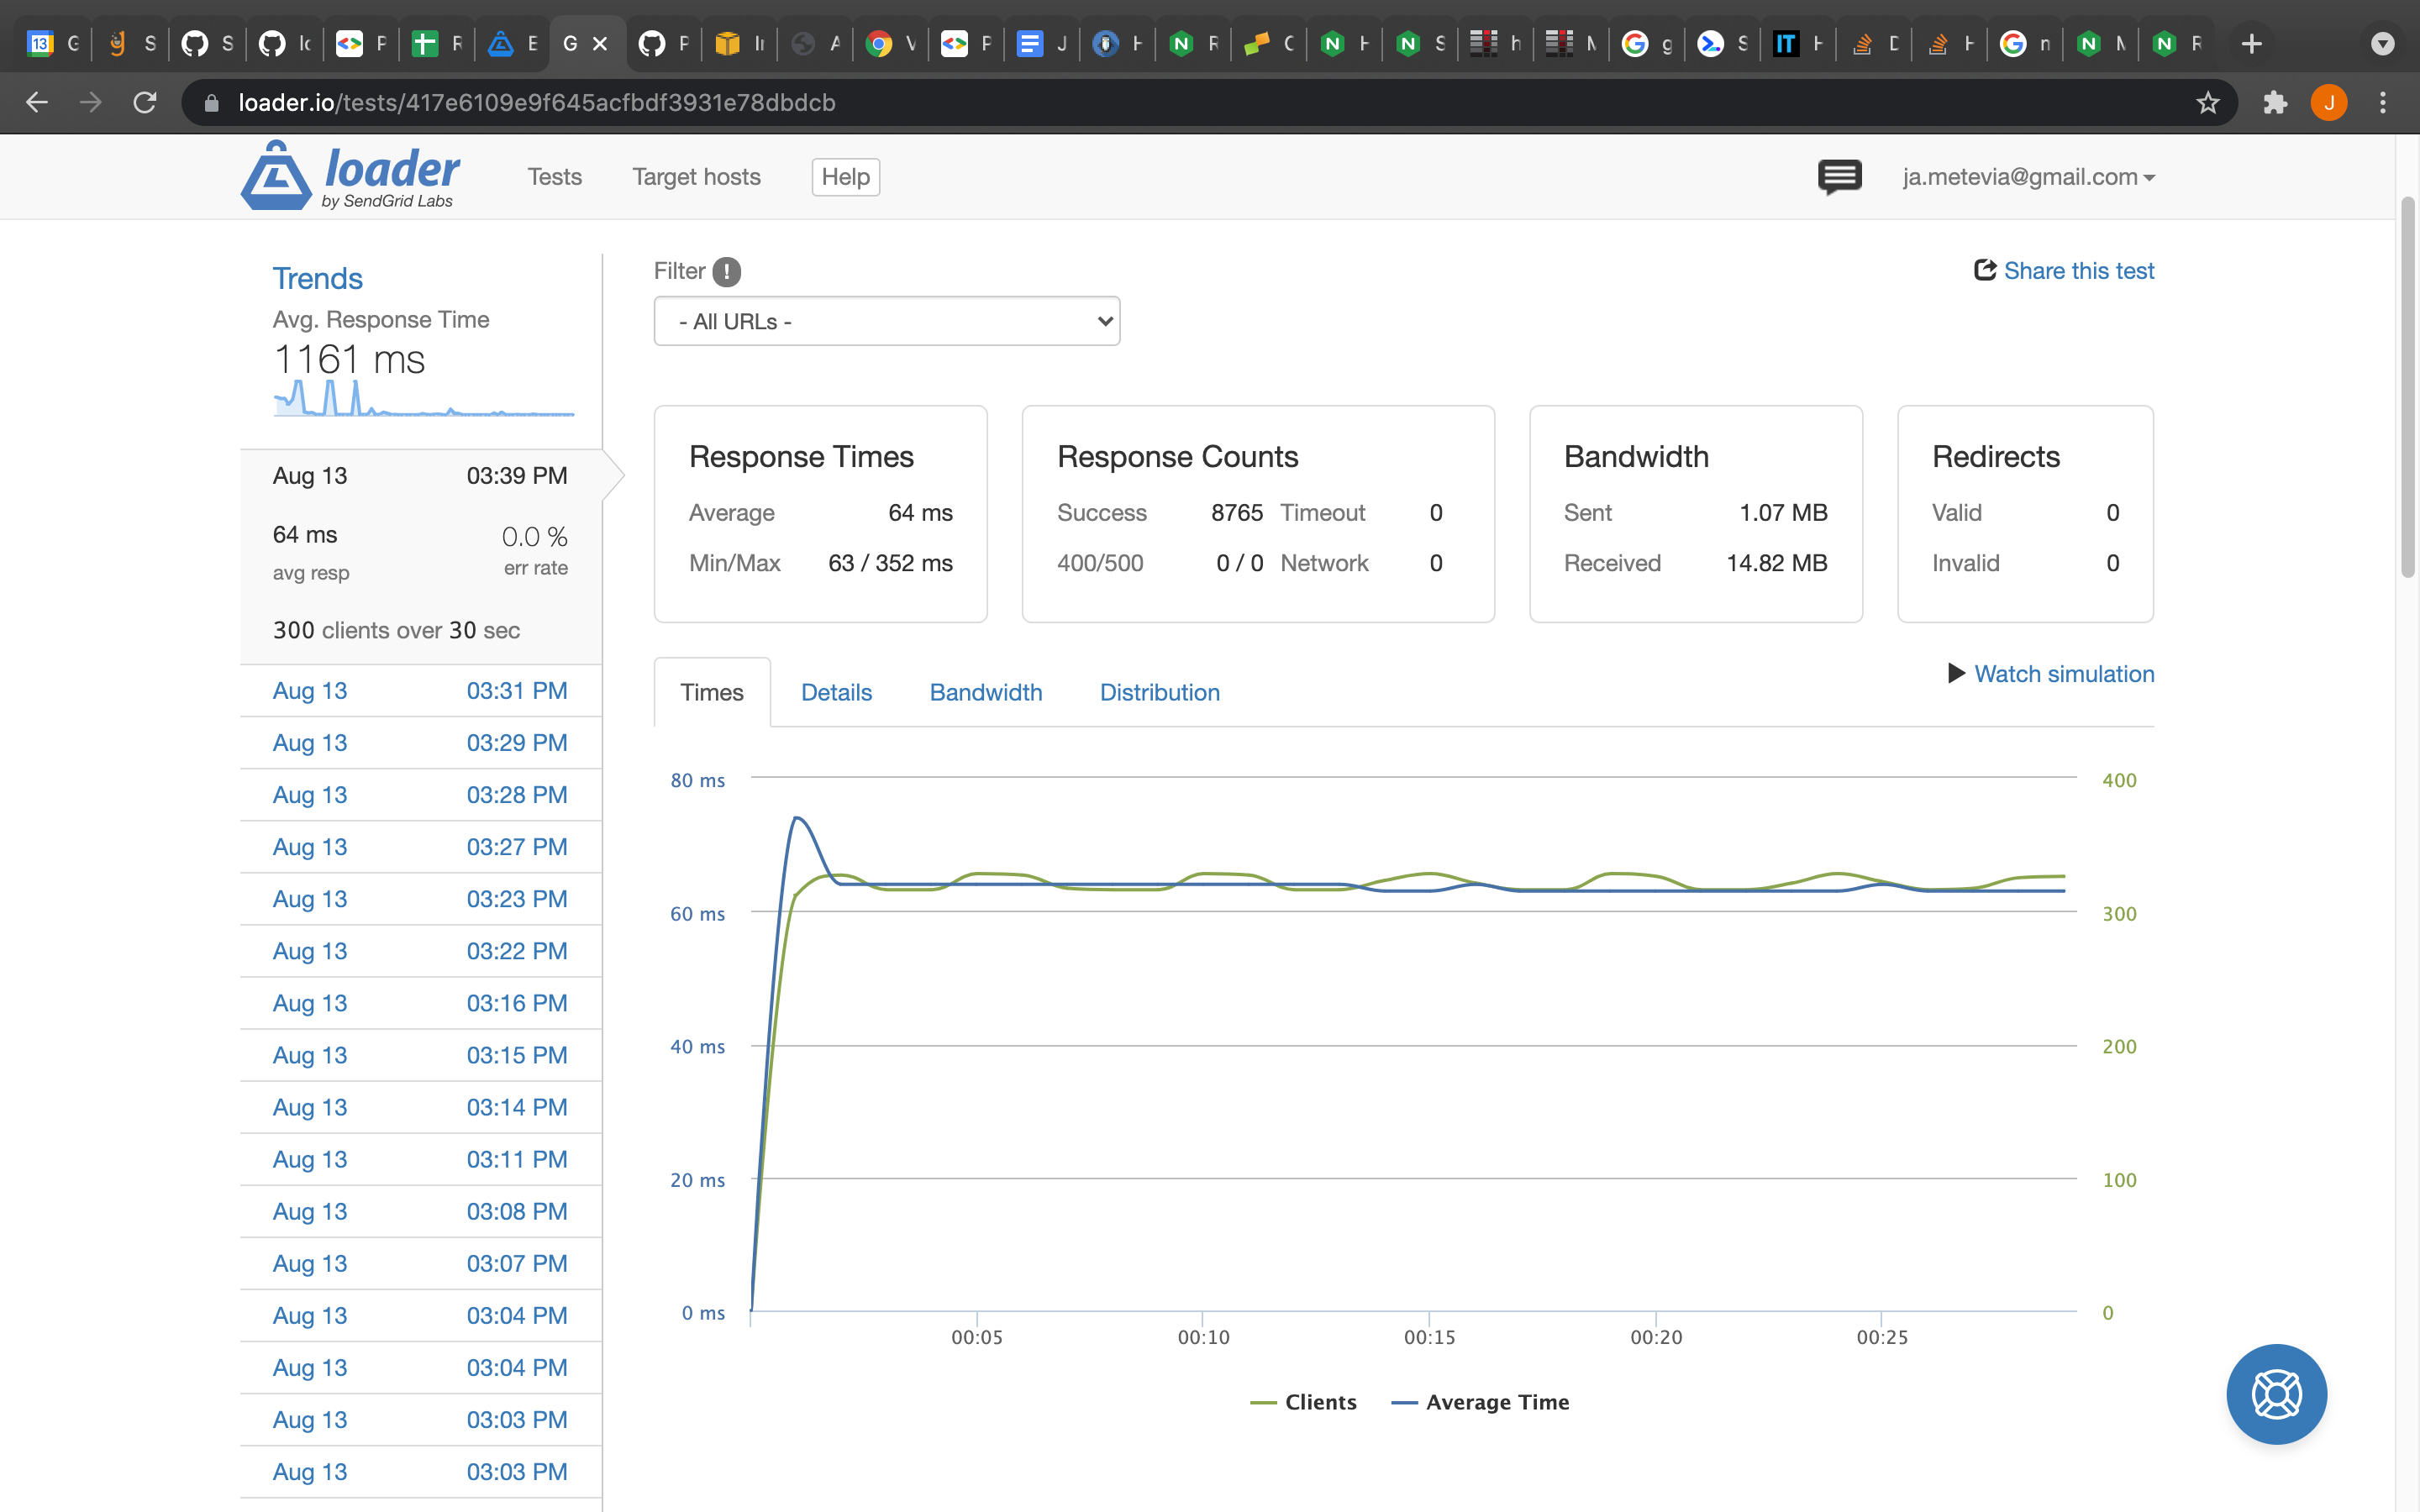 13 G S S lo P R E G P In A V P J H R C H S h M g S IT H D H n M R
loader.io/tests/417e6109e9f645acfbdf3931e78dbdcb
J
loader
by SendGrid Labs
Tests
Target hosts
Help
ja.metevia@gmail.com
Trends
Avg. Response Time
1161 ms
Aug 13 03:39 PM
64 ms 0.0 %
avg resp err rate
300 clients over 30 sec
Aug 13 03:31 PM
Aug 13 03:29 PM
Aug 13 03:28 PM
Aug 13 03:27 PM
Aug 13 03:23 PM
Aug 13 03:22 PM
Aug 13 03:16 PM
Aug 13 03:15 PM
Aug 13 03:14 PM
Aug 13 03:11 PM
Aug 13 03:08 PM
Aug 13 03:07 PM
Aug 13 03:04 PM
Aug 13 03:04 PM
Aug 13 03:03 PM
Aug 13 03:03 PM
Filter !
Share this test
- All URLs -
Response Times
Average 64 ms
Min/Max 63 / 352 ms
Response Counts
Success 8765 Timeout 0
400/500 0 / 0 Network 0
Bandwidth
Sent 1.07 MB
Received 14.82 MB
Redirects
Valid 0
Invalid 0
Times Details Bandwidth Distribution
Watch simulation
80 ms 400
60 ms 300
40 ms 200
20 ms 100
0 ms 0
00:05 00:10 00:15 00:20 00:25
Clients Average Time